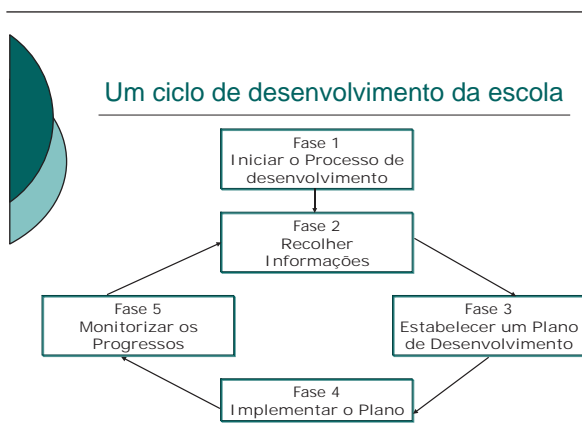 Um ciclo de desenvolvimento da escola
Fase 1
Iniciar o Processo de
desenvolvimento
Fase 2
Recolher
Informações
Fase 5
Monitorizar os
Progressos
Fase 3
Estabelecer um Plano
de Desenvolvimento
Fase 4
Implementar o Plano